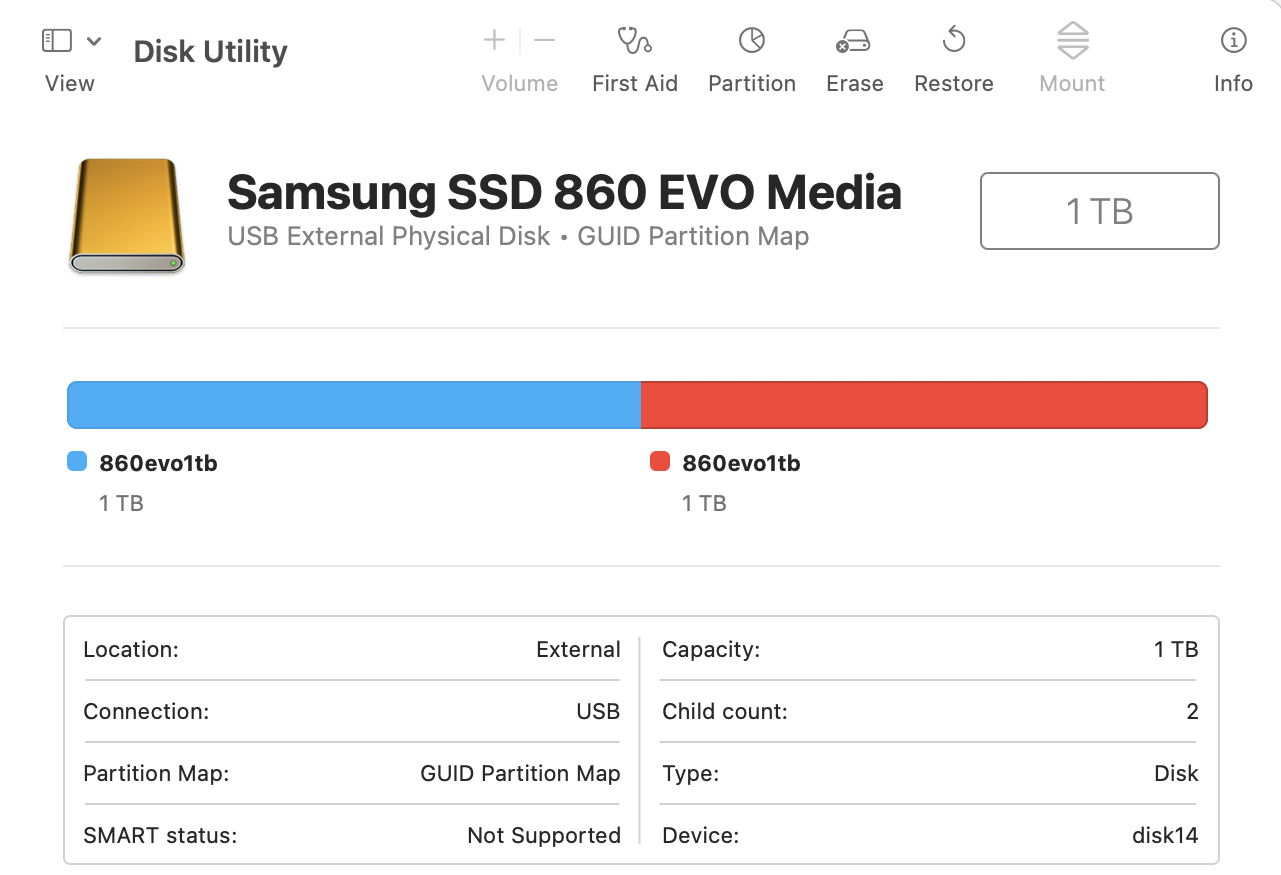 Disk Utility
View
Volume
First Aid
Partition
Erase
Restore
Mount
Info
Samsung SSD 860 EVO Media
USB External Physical Disk • GUID Partition Map
1 TB
860evo1tb
1 TB
860evo1tb
1 TB
Location: External
Connection: USB
Partition Map: GUID Partition Map
SMART status: Not Supported
Capacity: 1 TB
Child count: 2
Type: Disk
Device: disk14